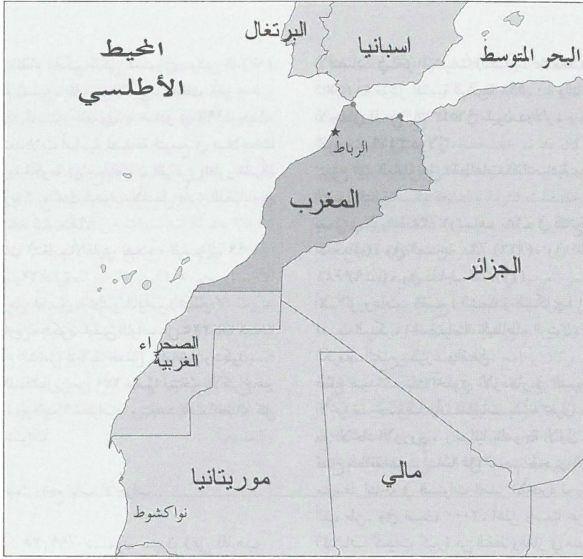 البرتغال
اسبانيا
المحيط
الأطلسي
البحر المتوسط
الرباط
المغرب
الجزائر
الصحراء
الغربية
موريتانيا
مالي
نواكشوط